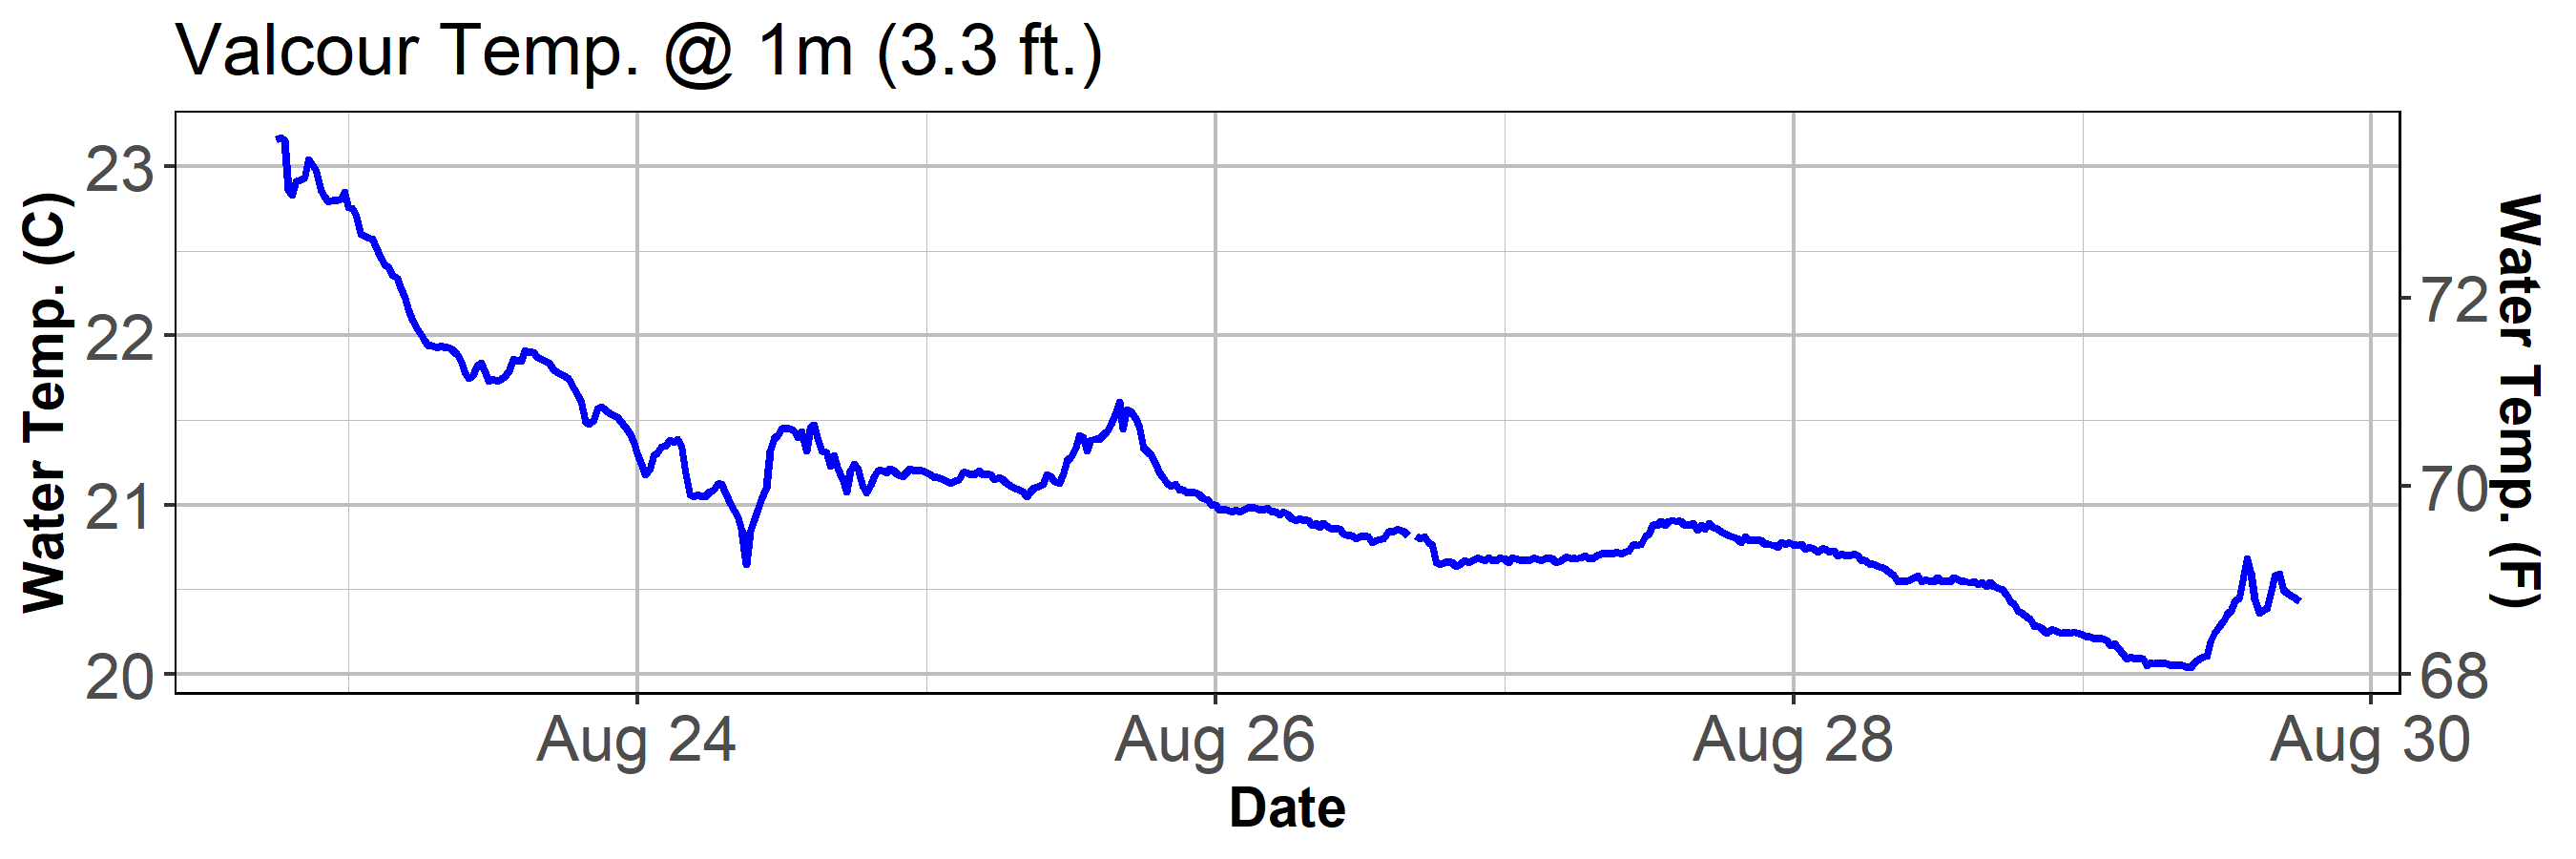 Valcour Temp. @ 1m (3.3 ft.)
Water Temp. (C)
23
22
21
20
72
70
68
Water Temp. (F)
Aug 24
Aug 26
Aug 28
Aug 30
Date